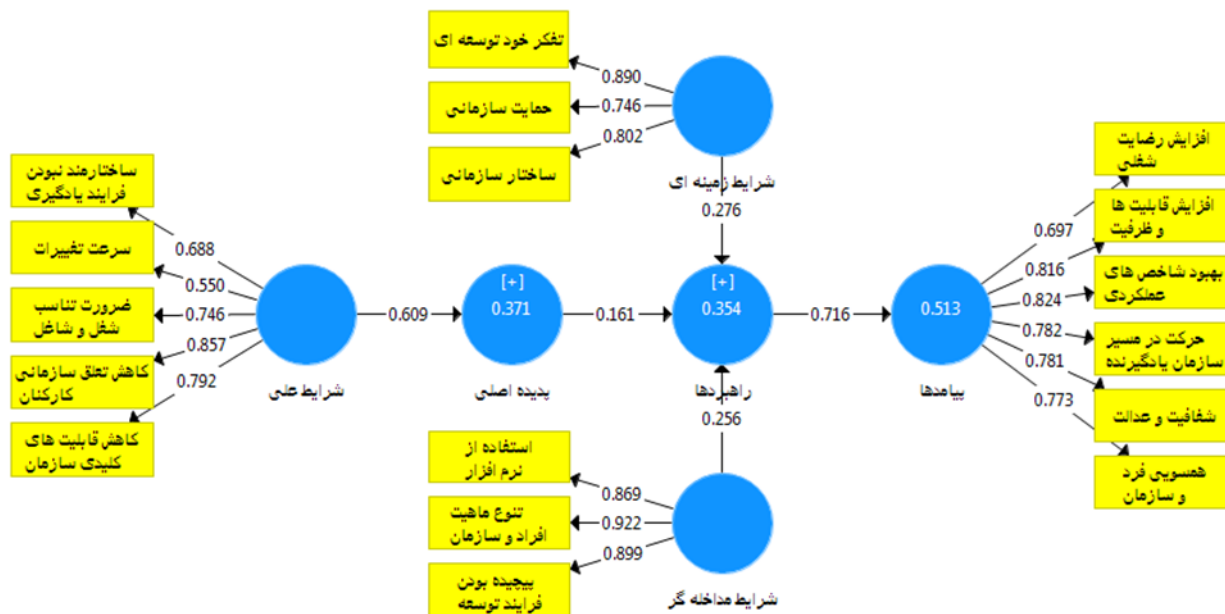 تفکر خود توسعه ای
0.890
حمایت سازمانی
0.746
ساختار سازمانی
0.802
شرایط زمینه ای
0.276
ساختارمند نبودن
فرایند یادگیری
0.688
سرعت تغییرات
0.550
ضرورت تناسب
شغل و شاغل
0.746
کاهش تعلق سازمانی
کارکنان
0.857
کاهش قابلیت های
کلیدی سازمان
0.792
شرایط علی
0.609
[+]
0.371
پدیده اصلی
0.161
[+]
0.354
راهبردها
0.716
0.513
پیامدها
افزایش رضایت
شغلی
0.697
افزایش قابلیت ها
و ظرفیت
0.816
بهبود شاخص های
عملکردی
0.824
حرکت در مسیر
سازمان یادگیرنده
0.782
شفافیت و عدالت
0.781
همسویی فرد
و سازمان
0.773
0.256
استفاده از
نرم افزار
0.869
تنوع ماهیت
افراد و سازمان
0.922
پیچیده بودن
فرایند توسعه
0.899
شرایط مداخله گر